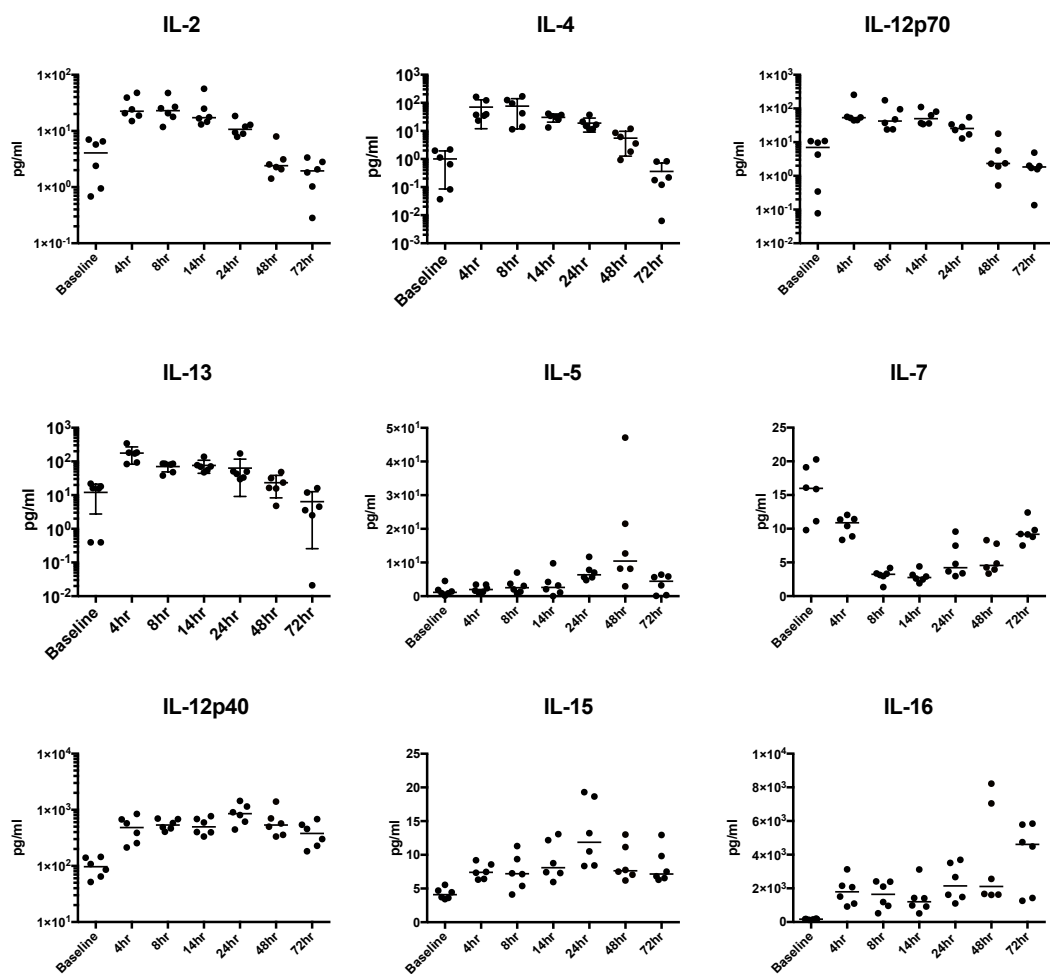 IL-2
pg/ml
1×10²
1×10¹
1×10⁰
1×10⁻¹
Baseline
4hr
8hr
14hr
24hr
48hr
72hr
IL-4
pg/ml
10³
10²
10¹
10⁰
10⁻¹
10⁻²
10⁻³
Baseline
4hr
8hr
14hr
24hr
48hr
72hr
IL-12p70
pg/ml
1×10³
1×10²
1×10¹
1×10⁰
1×10⁻¹
1×10⁻²
Baseline
4hr
8hr
14hr
24hr
48hr
72hr
IL-13
pg/ml
10³
10²
10¹
10⁰
10⁻¹
10⁻²
Baseline
4hr
8hr
14hr
24hr
48hr
72hr
IL-5
pg/ml
5×10¹
4×10¹
3×10¹
2×10¹
1×10¹
0
Baseline
4hr
8hr
14hr
24hr
48hr
72hr
IL-7
pg/ml
25
20
15
10
5
0
Baseline
4hr
8hr
14hr
24hr
48hr
72hr
IL-12p40
pg/ml
1×10⁴
1×10³
1×10²
1×10¹
Baseline
4hr
8hr
14hr
24hr
48hr
72hr
IL-15
pg/ml
25
20
15
10
5
0
Baseline
4hr
8hr
14hr
24hr
48hr
72hr
IL-16
pg/ml
1×10⁴
8×10³
6×10³
4×10³
2×10³
0
Baseline
4hr
8hr
14hr
24hr
48hr
72hr